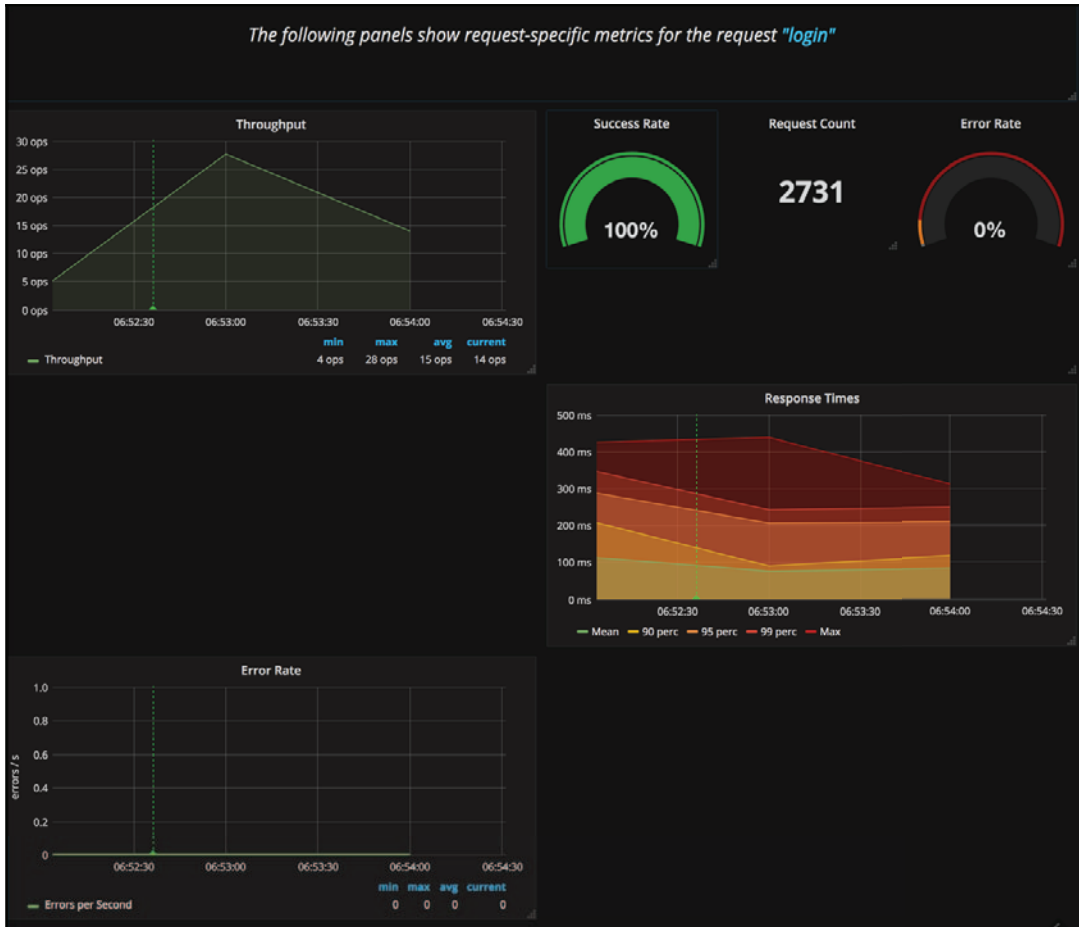 The following panels show request-specific metrics for the request "login"
Throughput
30 ops
25 ops
20 ops
15 ops
10 ops
5 ops
0 ops
06:52:30 06:53:00 06:53:30 06:54:00 06:54:30
min max avg current
Throughput 4 ops 28 ops 15 ops 14 ops
Success Rate
100%
Request Count
2731
Error Rate
0%
Response Times
500 ms
400 ms
300 ms
200 ms
100 ms
0 ms
06:52:30 06:53:00 06:53:30 06:54:00 06:54:30
Mean 90 perc 95 perc 99 perc Max
Error Rate
errors / s
1.0
0.8
0.6
0.4
0.2
0
06:52:30 06:53:00 06:53:30 06:54:00 06:54:30
min max avg current
Errors per Second 0 0 0 0